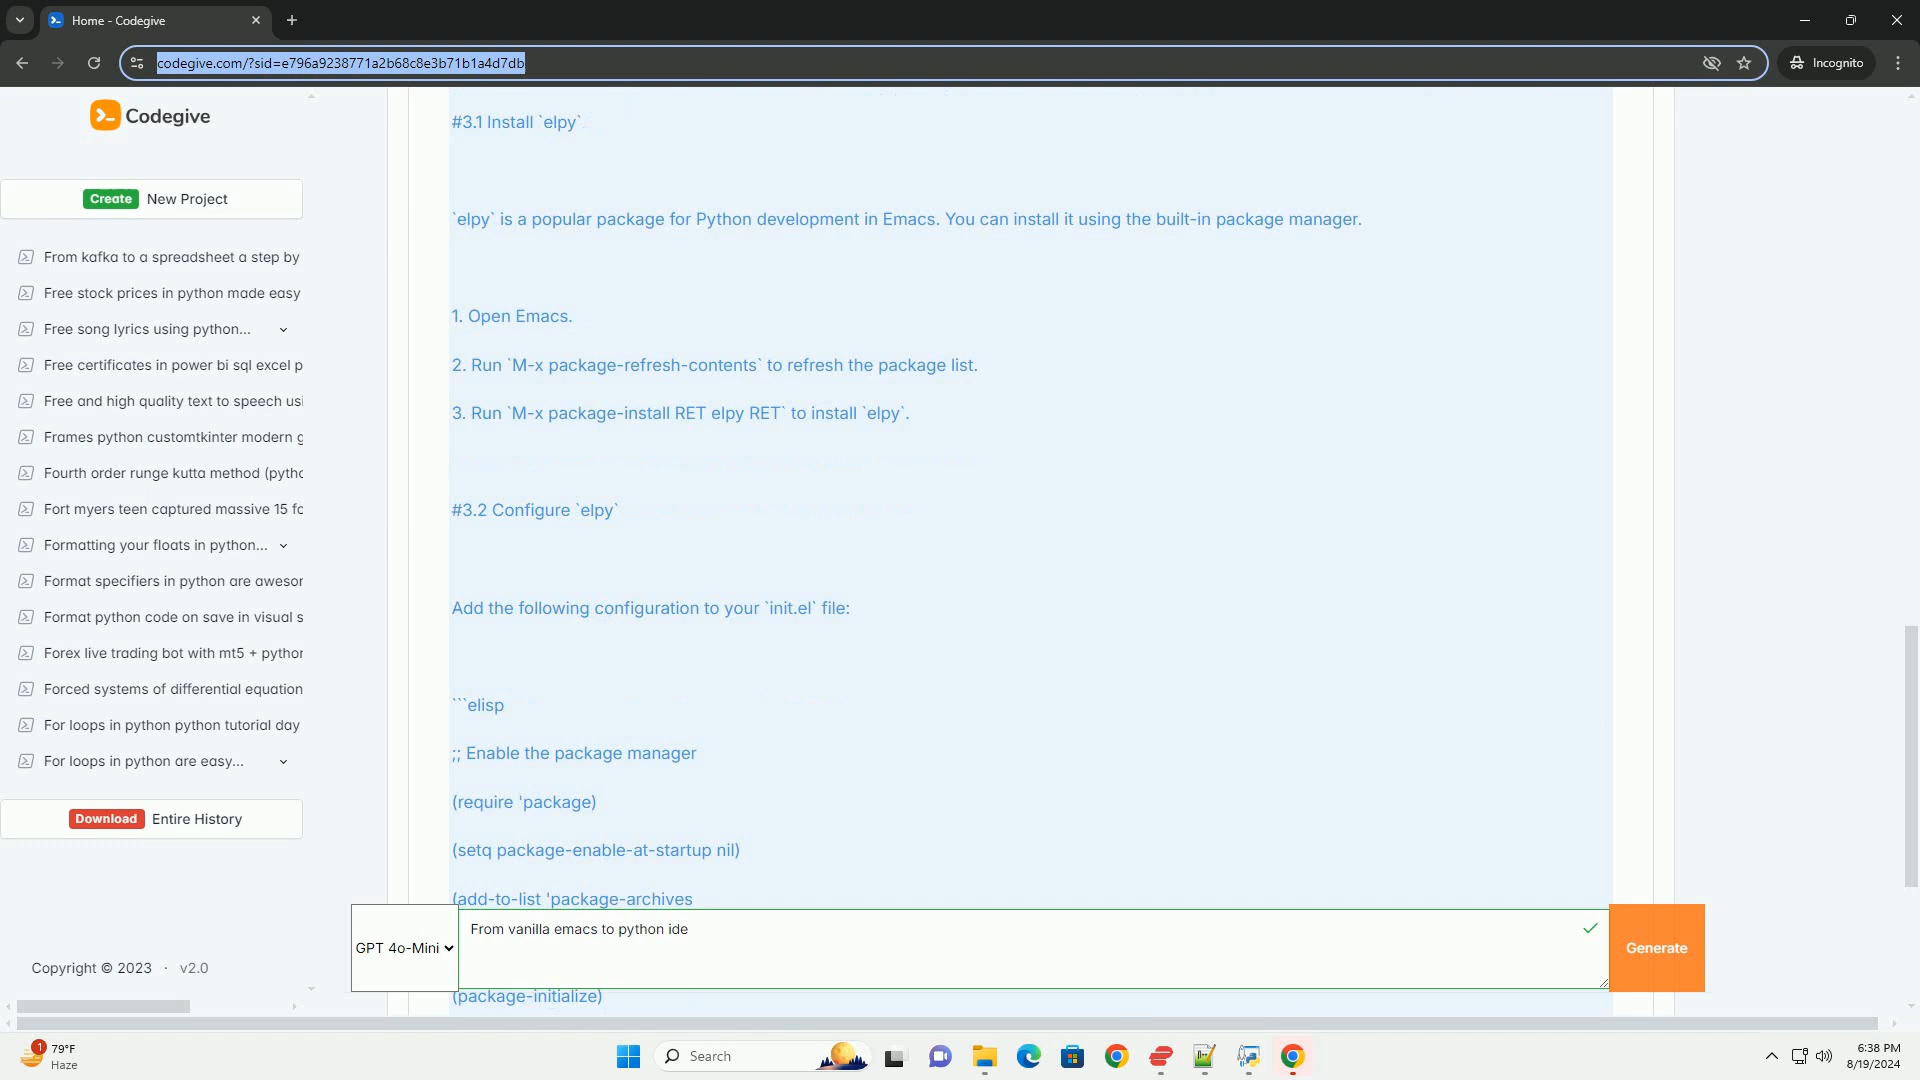 Home - Codegive
codegive.com/?sid=e796a9238771a2b68c8e3b71b1a4d7db
Incognito
Codegive
Create New Project
From kafka to a spreadsheet a step by
Free stock prices in python made easy
Free song lyrics using python...
Free certificates in power bi sql excel p
Free and high quality text to speech usi
Frames python customtkinter modern g
Fourth order runge kutta method (pytho
Fort myers teen captured massive 15 fo
Formatting your floats in python...
Format specifiers in python are awesor
Format python code on save in visual s
Forex live trading bot with mt5 + python
Forced systems of differential equation
For loops in python python tutorial day
For loops in python are easy...
Download Entire History
Copyright © 2023 · v2.0
#3.1 Install `elpy`
`elpy` is a popular package for Python development in Emacs. You can install it using the built-in package manager.
1. Open Emacs.
2. Run `M-x package-refresh-contents` to refresh the package list.
3. Run `M-x package-install RET elpy RET` to install `elpy`.
#3.2 Configure `elpy`
Add the following configuration to your `init.el` file:
```elisp
;; Enable the package manager
(require 'package)
(setq package-enable-at-startup nil)
(add-to-list 'package-archives
GPT 4o-Mini
From vanilla emacs to python ide
Generate
(package-initialize)
1
79°F
Haze
Search
6:38 PM
8/19/2024